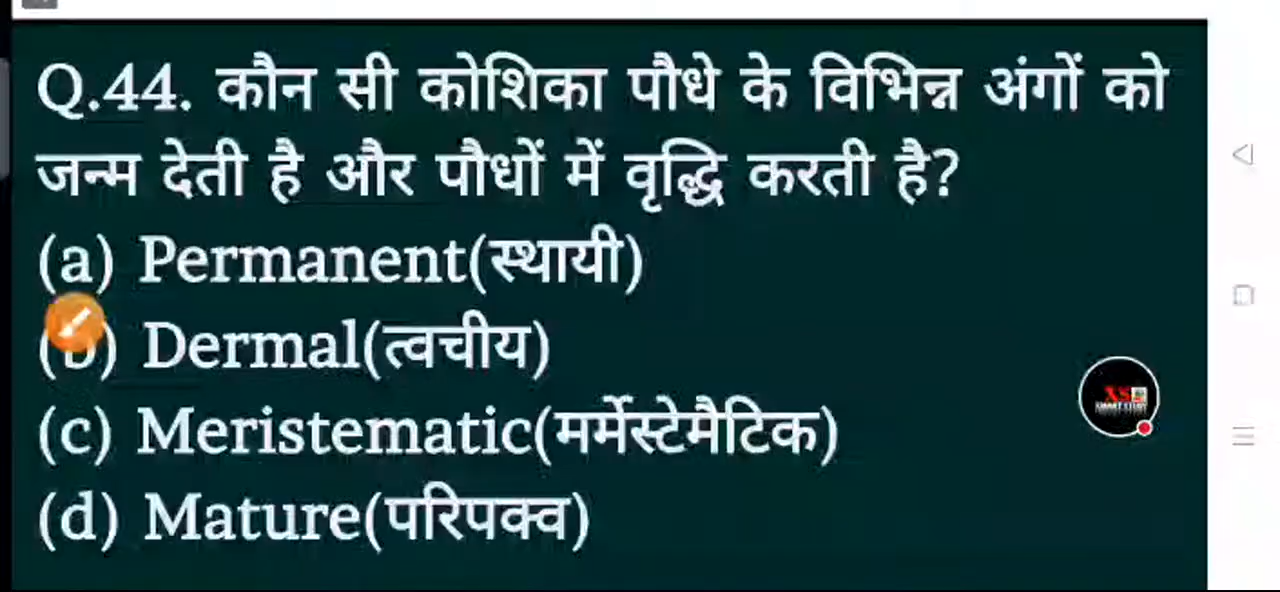 Q.44. कौन सी कोशिका पौधे के विभिन्न अंगों को
जन्म देती है और पौधों में वृद्धि करती है?
(a) Permanent(स्थायी)
(b) Dermal(त्वचीय)
(c) Meristematic(मर्मेस्टेमैटिक)
(d) Mature(परिपक्व)